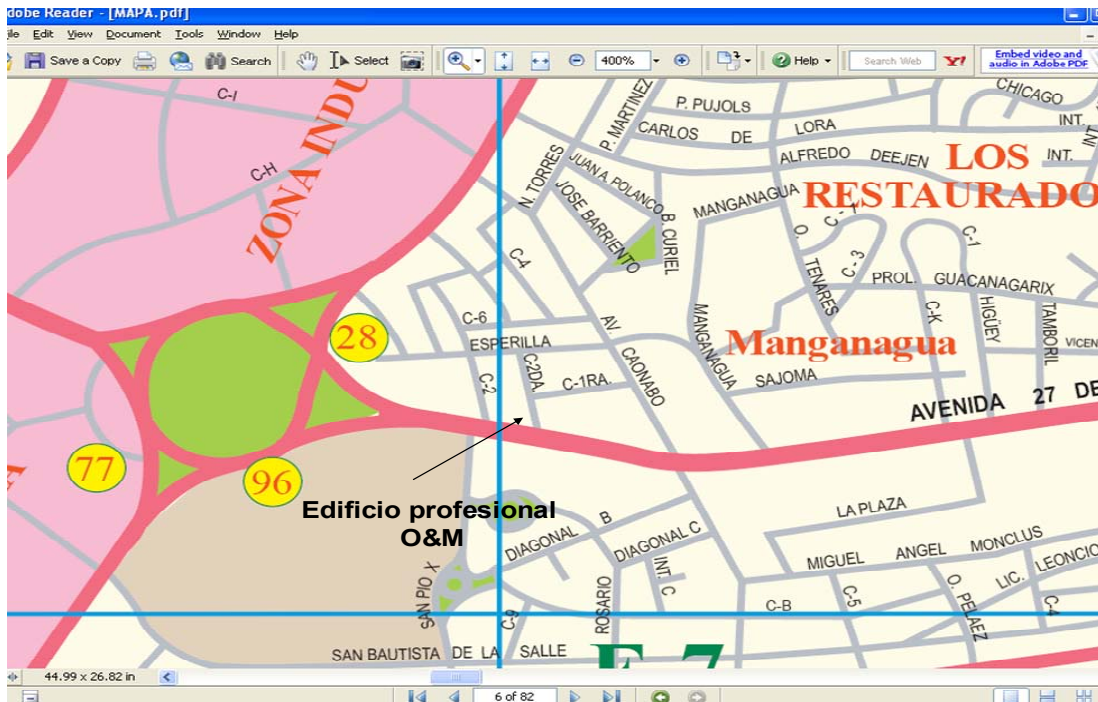 dobe Reader - [MAPA.pdf]
ile Edit View Document Tools Window Help
Save a Copy Search Select 400% Help Search Web Y! Embed video and
audio in Adobe PDF
C-I
ZONA INDU
C-H
P. MARTINEZ
P. PUJOLS
CARLOS DE LORA
CHICAGO
INT.
INT
ALFREDO DEEJEN
LOS
INT.
RESTAURADO
N. TORRES
JUAN A. POLANCO
JOSE BARRIENTO
B. CURIEL
MANGANAGUA
O. TENARES
C - 7
C - 3
C-1
PROL. GUACANAGARIX
C-4
C-6
ESPERILLA
C-2
C-2DA.
C-1RA.
AV. CAONABO
MANGANAGUA
Manganagua
SAJOMA
C-K
HIGÜEY
TAMBORIL
VICEN
AVENIDA 27 DE
28
77
96
A
Edificio profesional
O&M
SAN PIO X
DIAGONAL B
DIAGONAL C
INT. C
ROSARIO
C-9
LA PLAZA
MIGUEL ANGEL MONCLUS
LIC. LEONCIO
C-B
C-5
O. PELAEZ
C-4
SAN BAUTISTA DE LA SALLE
E-7
44.99 x 26.82 in
6 of 82